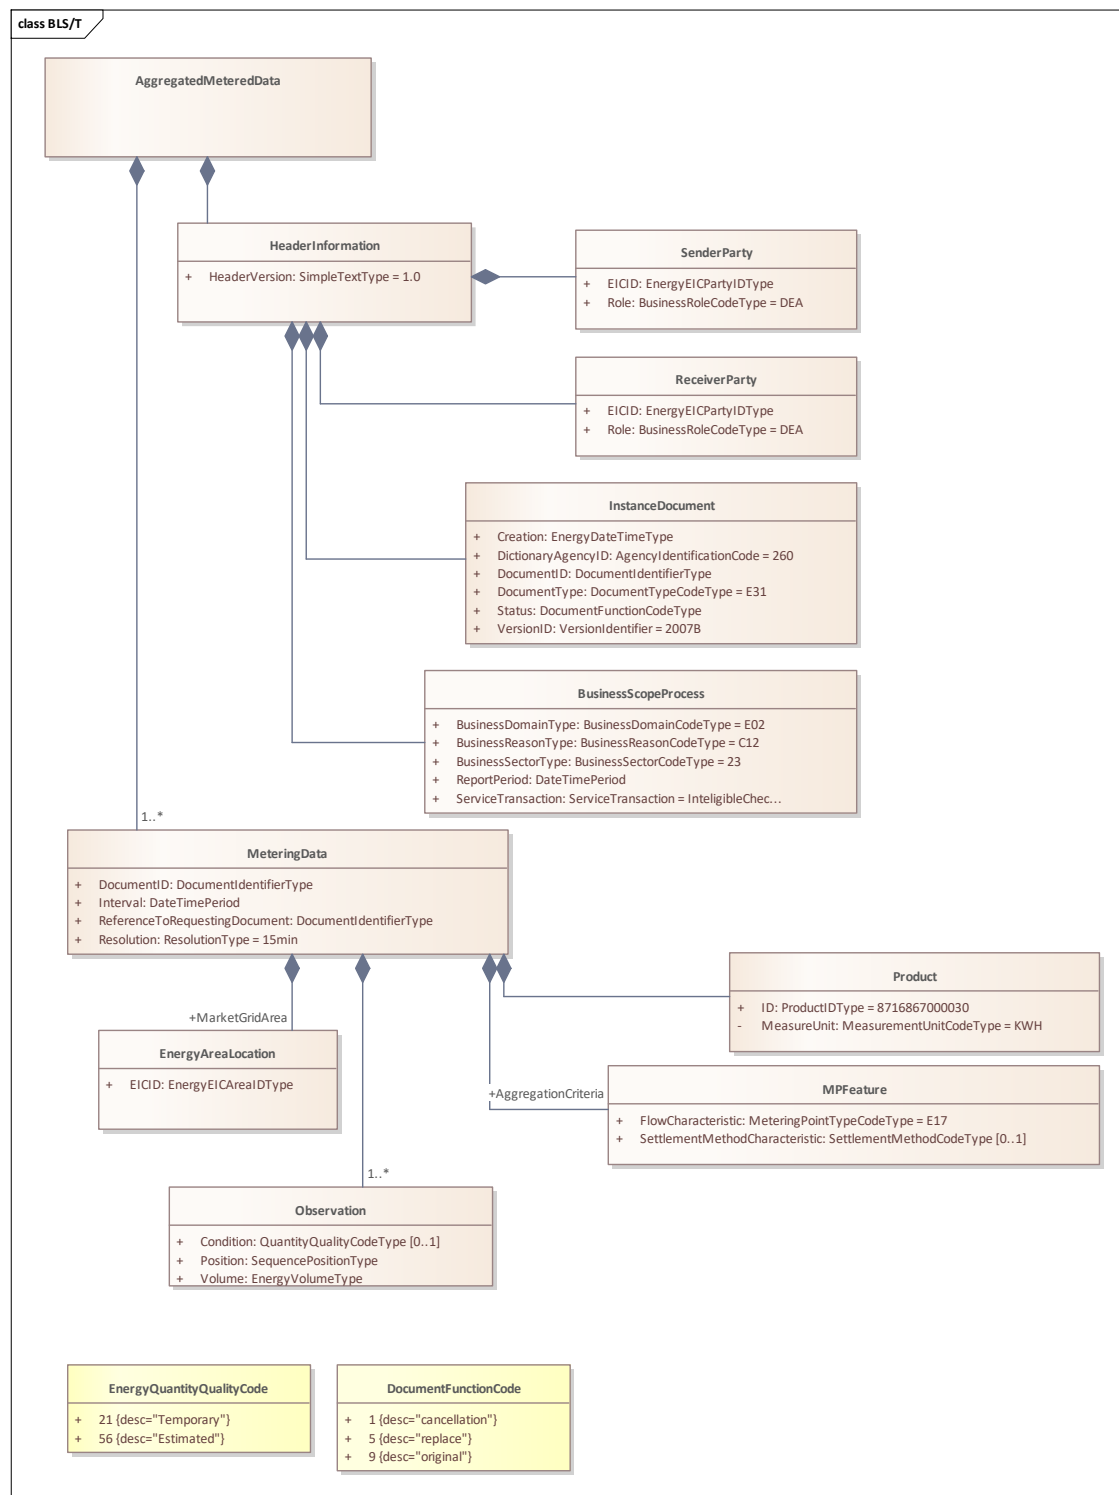 class BLS/T
AggregatedMeteredData
HeaderInformation
+ HeaderVersion: SimpleTextType = 1.0
SenderParty
+ EICID: EnergyEICPartyIDType
+ Role: BusinessRoleCodeType = DEA
ReceiverParty
+ EICID: EnergyEICPartyIDType
+ Role: BusinessRoleCodeType = DEA
InstanceDocument
+ Creation: EnergyDateTimeType
+ DictionaryAgencyID: AgencyIdentificationCode = 260
+ DocumentID: DocumentIdentifierType
+ DocumentType: DocumentTypeCodeType = E31
+ Status: DocumentFunctionCodeType
+ VersionID: VersionIdentifier = 2007B
BusinessScopeProcess
+ BusinessDomainType: BusinessDomainCodeType = E02
+ BusinessReasonType: BusinessReasonCodeType = C12
+ BusinessSectorType: BusinessSectorCodeType = 23
+ ReportPeriod: DateTimePeriod
+ ServiceTransaction: ServiceTransaction = InteligibleChec...
1..*
MeteringData
+ DocumentID: DocumentIdentifierType
+ Interval: DateTimePeriod
+ ReferenceToRequestingDocument: DocumentIdentifierType
+ Resolution: ResolutionType = 15min
Product
+ ID: ProductIDType = 8716867000030
- MeasureUnit: MeasurementUnitCodeType = KWH
+MarketGridArea
EnergyAreaLocation
+ EICID: EnergyEICAreaIDType
+AggregationCriteria
MPFeature
+ FlowCharacteristic: MeteringPointTypeCodeType = E17
+ SettlementMethodCharacteristic: SettlementMethodCodeType [0..1]
1..*
Observation
+ Condition: QuantityQualityCodeType [0..1]
+ Position: SequencePositionType
+ Volume: EnergyVolumeType
EnergyQuantityQualityCode
+ 21 {desc="Temporary"}
+ 56 {desc="Estimated"}
DocumentFunctionCode
+ 1 {desc="cancellation"}
+ 5 {desc="replace"}
+ 9 {desc="original"}